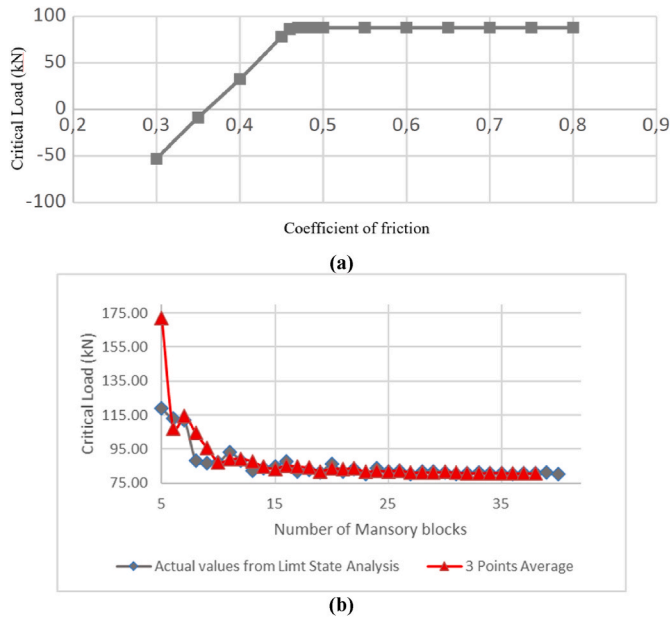 100
50
0
-50
-100
0,2 0,3 0,4 0,5 0,6 0,7 0,8 0,9
Critical Load (kN)
Coefficient of friction
(a)
175.00
155.00
135.00
115.00
95.00
75.00
Critical Load (kN)
5 15 25 35
Number of Mansory blocks
Actual values from Limt State Analysis 3 Points Average
(b)